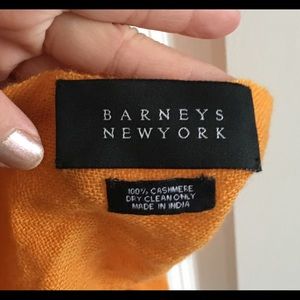 BARNEYS
NEWYORK
100% CASHMERE
DRY CLEAN ONLY
MADE IN INDIA